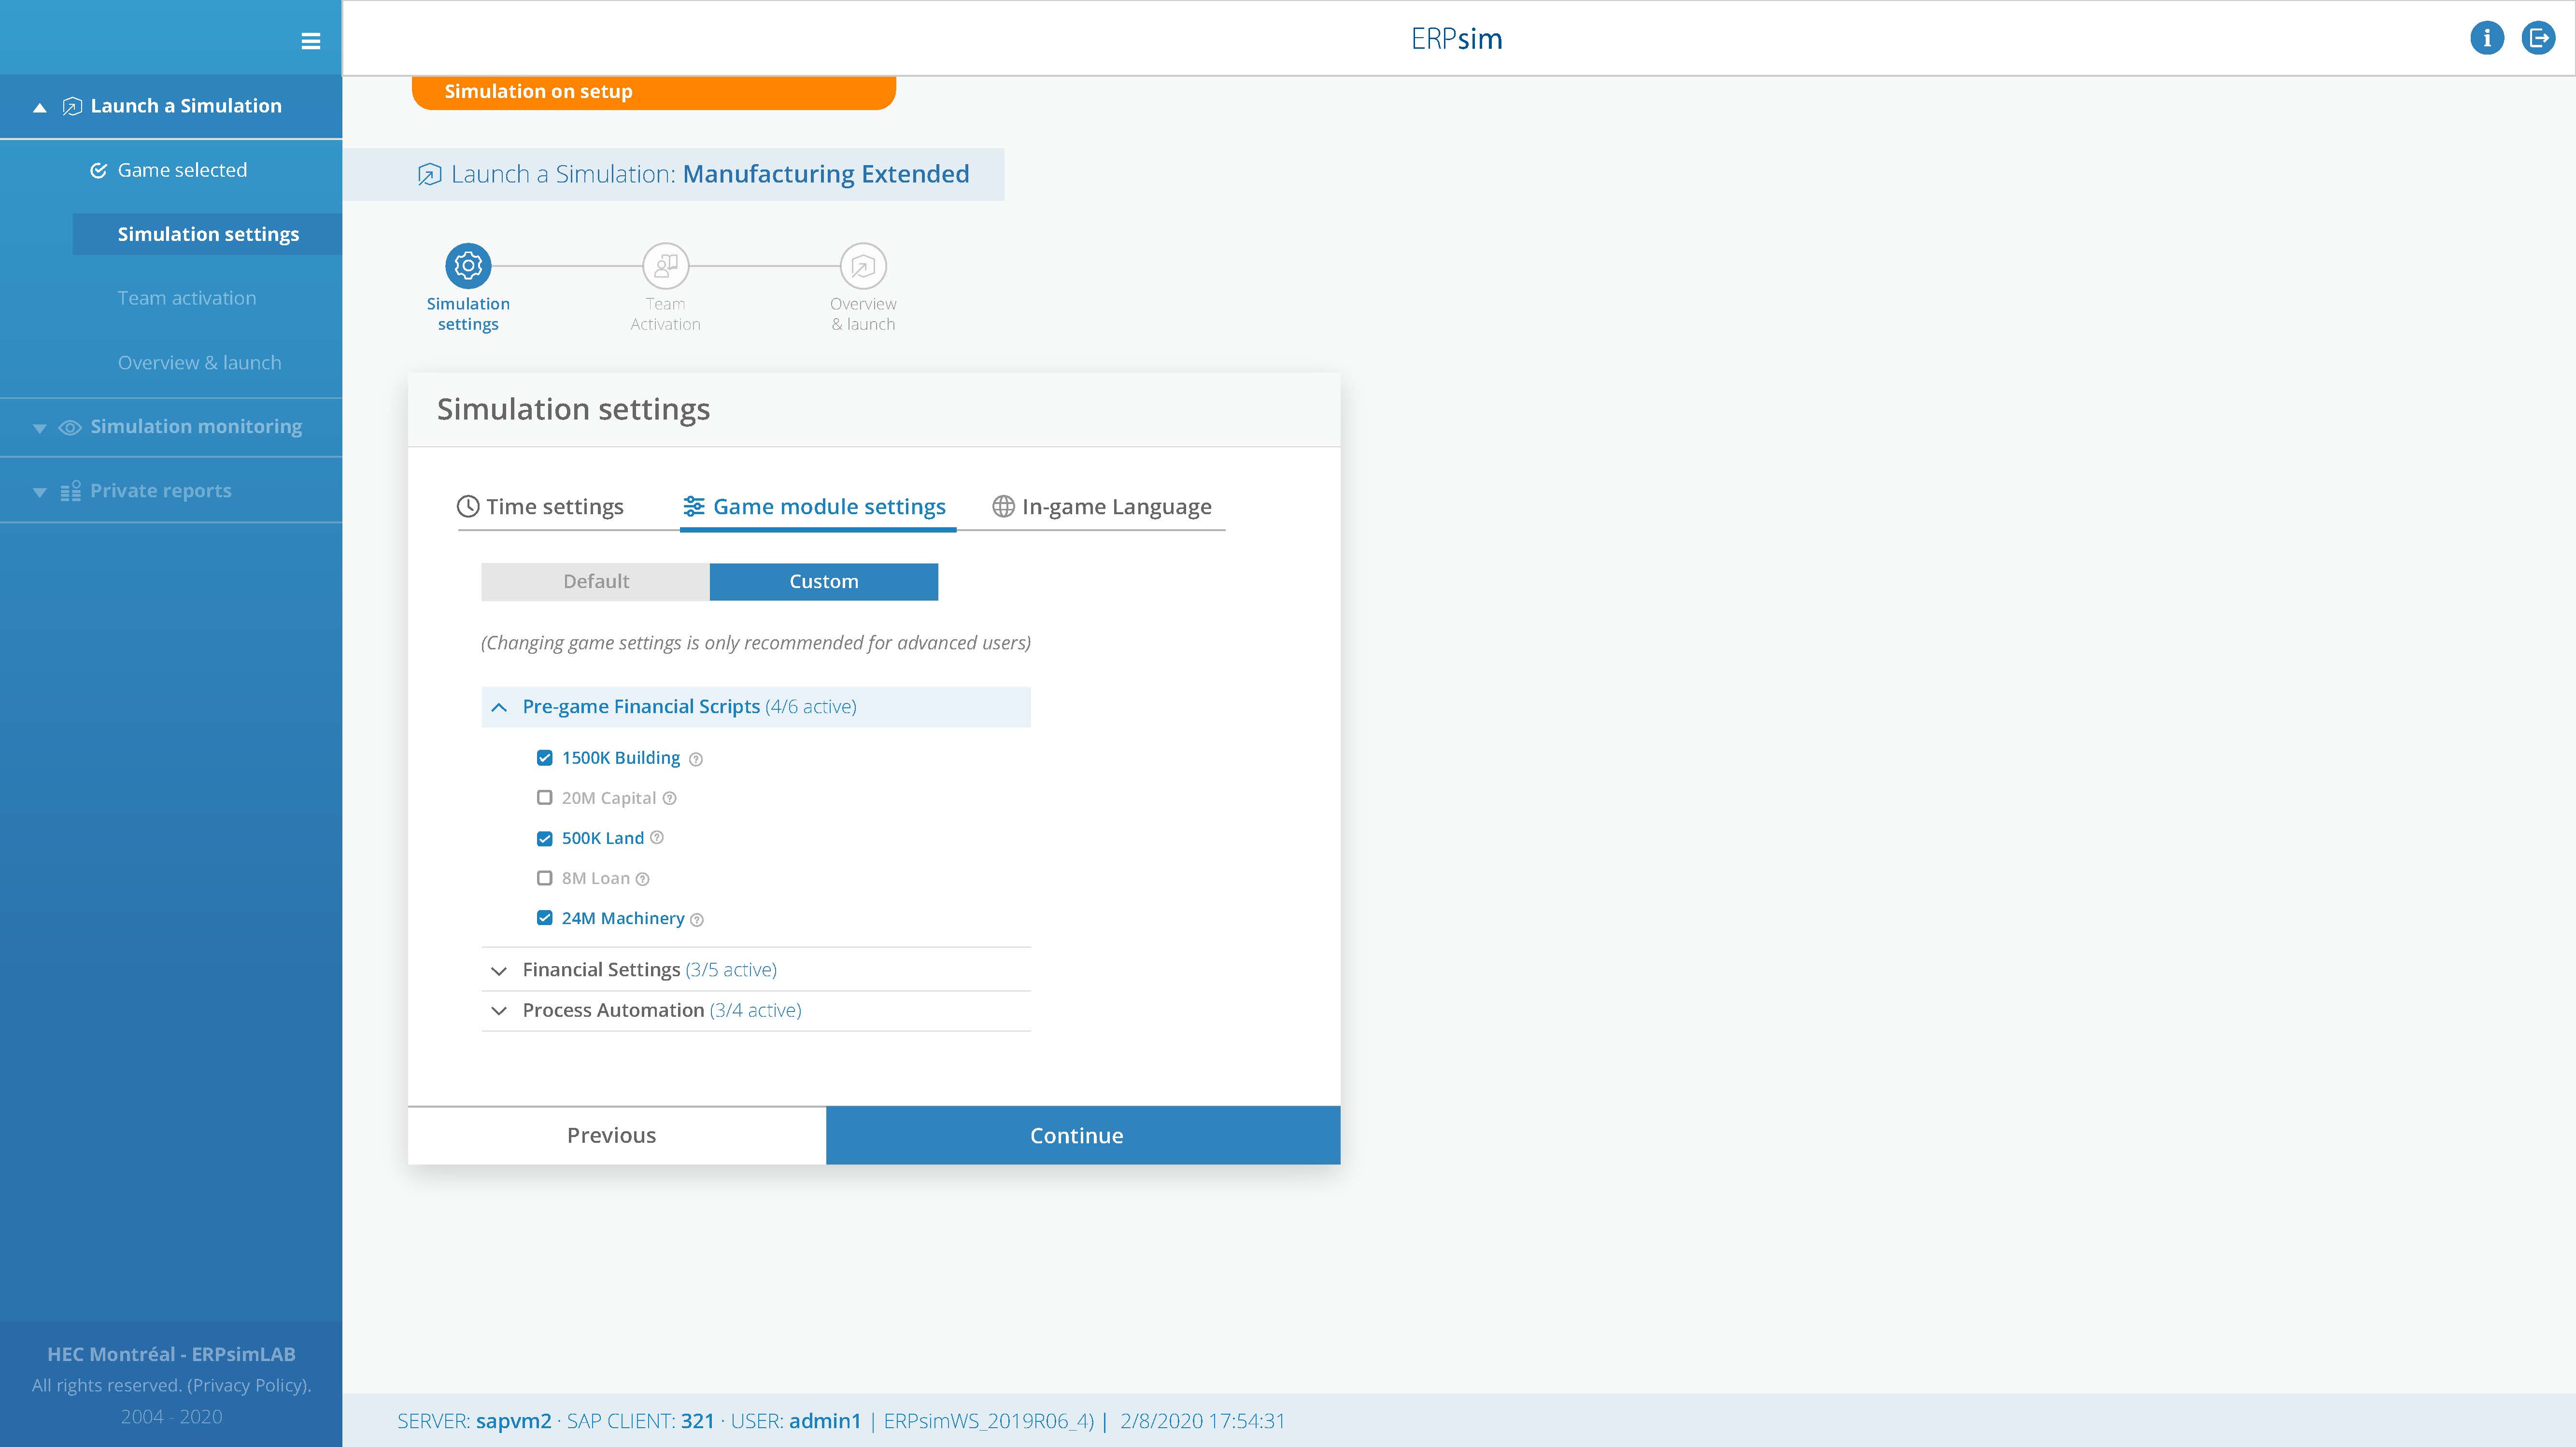 ERPsim
Launch a Simulation
Game selected
Simulation settings
Team activation
Overview & launch
Simulation monitoring
Private reports
HEC Montréal - ERPsimLAB
All rights reserved. (Privacy Policy).
2004 - 2020
Simulation on setup
Launch a Simulation: Manufacturing Extended
Simulation
settings
Team
Activation
Overview
& launch
Simulation settings
Time settings
Game module settings
In-game Language
Default
Custom
(Changing game settings is only recommended for advanced users)
Pre-game Financial Scripts (4/6 active)
1500K Building
20M Capital
500K Land
8M Loan
24M Machinery
Financial Settings (3/5 active)
Process Automation (3/4 active)
Previous
Continue
SERVER: sapvm2 · SAP CLIENT: 321 · USER: admin1 | ERPsimWS_2019R06_4) | 2/8/2020 17:54:31